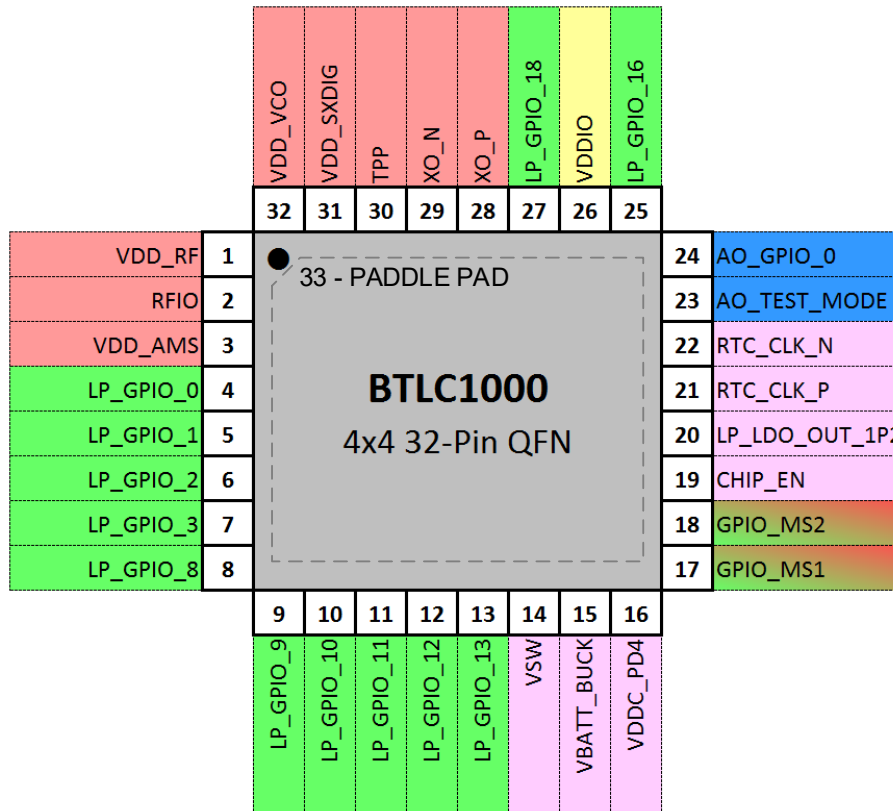 VDD_VCO
VDD_SXDIG
TPP
XO_N
XO_P
LP_GPIO_18
VDDIO
LP_GPIO_16
32 31 30 29 28 27 26 25
VDD_RF 1
RFIO 2
VDD_AMS 3
LP_GPIO_0 4
LP_GPIO_1 5
LP_GPIO_2 6
LP_GPIO_3 7
LP_GPIO_8 8
33 - PADDLE PAD
BTLC1000
4x4 32-Pin QFN
24 AO_GPIO_0
23 AO_TEST_MODE
22 RTC_CLK_N
21 RTC_CLK_P
20 LP_LDO_OUT_1P2
19 CHIP_EN
18 GPIO_MS2
17 GPIO_MS1
9 10 11 12 13 14 15 16
LP_GPIO_9
LP_GPIO_10
LP_GPIO_11
LP_GPIO_12
LP_GPIO_13
VSW
VBATT_BUCK
VDDC_PD4